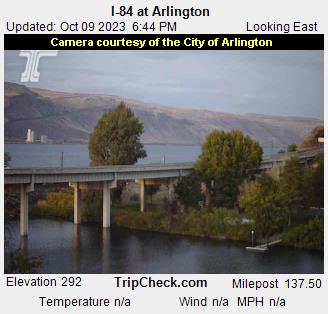 I-84 at Arlington
Updated: Oct 09 2023 6:44 PM Looking East
Camera courtesy of the City of Arlington
Elevation 292 TripCheck.com Milepost 137.50
Temperature n/a Wind n/a MPH n/a